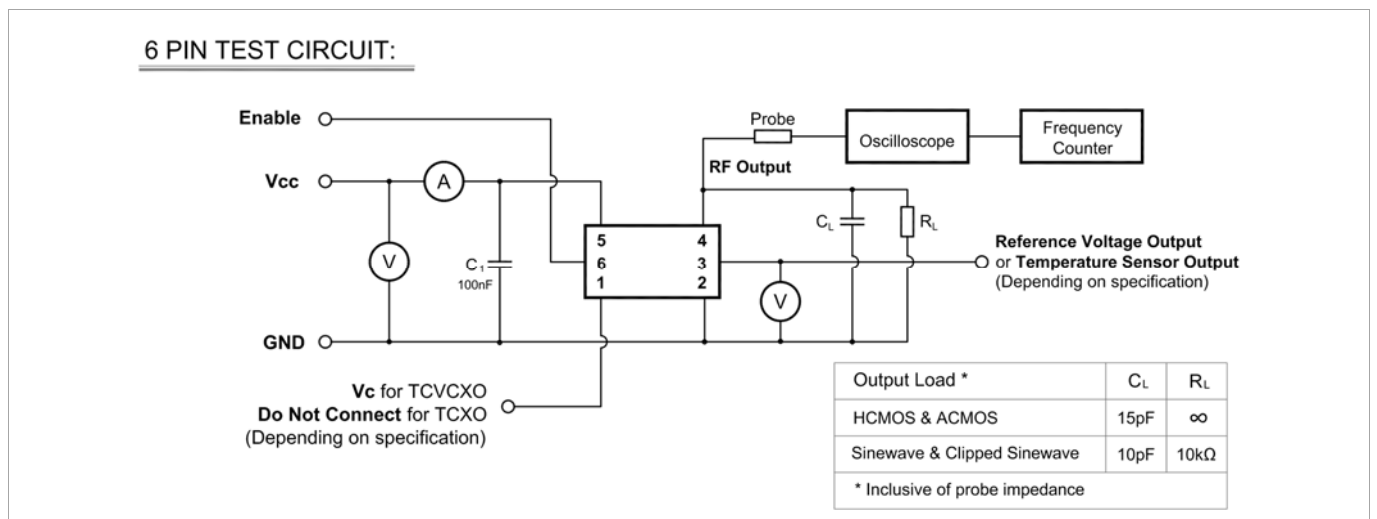 6 PIN TEST CIRCUIT:
Enable
Probe
Oscilloscope
Frequency
Counter
RF Output
Vcc
A
V
C₁
100nF
5
6
1
4
3
2
V
CL
RL
Reference Voltage Output
or Temperature Sensor Output
(Depending on specification)
GND
Vc for TCVCXO
Do Not Connect for TCXO
(Depending on specification)
Output Load * CL RL
HCMOS & ACMOS 15pF ∞
Sinewave & Clipped Sinewave 10pF 10kΩ
* Inclusive of probe impedance